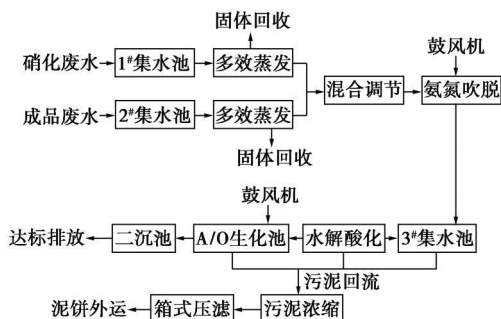 固体回收
硝化废水 1#集水池 多效蒸发 鼓风机
混合调节 氨氮吹脱
成品废水 2#集水池 多效蒸发
固体回收
鼓风机
达标排放 二沉池 A/O生化池 水解酸化 3#集水池
污泥回流
泥饼外运 箱式压滤 污泥浓缩